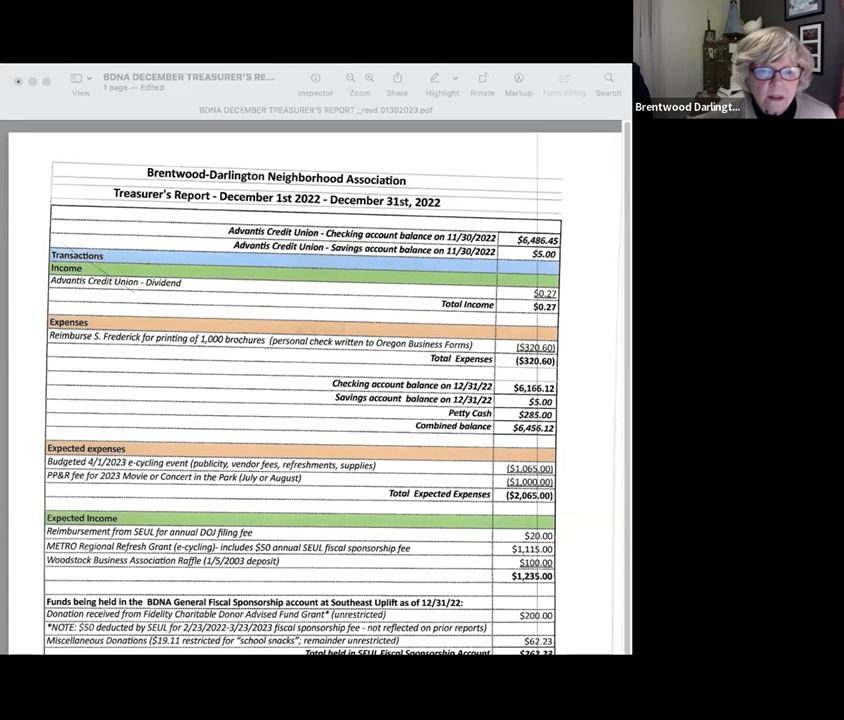 BDNA DECEMBER TREASURER'S RE...
1 page — Edited
View
Inspector
Zoom
Share
Highlight
Rotate
Markup
Form Filling
Search
BDNA DECEMBER TREASURER'S REPORT _revd 01302023.pdf
Brentwood Darlingt...
Brentwood-Darlington Neighborhood Association
Treasurer's Report - December 1st 2022 - December 31st, 2022
Advantis Credit Union - Checking account balance on 11/30/2022 $6,486.45
Advantis Credit Union - Savings account balance on 11/30/2022 $5.00
Transactions
Income
Advantis Credit Union - Dividend $0.27
Total Income $0.27
Expenses
Reimburse S. Frederick for printing of 1,000 brochures (personal check written to Oregon Business Forms) ($320.60)
Total Expenses ($320.60)
Checking account balance on 12/31/22 $6,166.12
Savings account balance on 12/31/22 $5.00
Petty Cash $285.00
Combined balance $6,456.12
Expected expenses
Budgeted 4/1/2023 e-cycling event (publicity, vendor fees, refreshments, supplies) ($1,065.00)
PP&R fee for 2023 Movie or Concert in the Park (July or August) ($1,000.00)
Total Expected Expenses ($2,065.00)
Expected Income
Reimbursement from SEUL for annual DOJ filing fee $20.00
METRO Regional Refresh Grant (e-cycling)- includes $50 annual SEUL fiscal sponsorship fee $1,115.00
Woodstock Business Association Raffle (1/5/2003 deposit) $100.00
$1,235.00
Funds being held in the BDNA General Fiscal Sponsorship account at Southeast Uplift as of 12/31/22:
Donation received from Fidelity Charitable Donor Advised Fund Grant* (unrestricted) $200.00
*NOTE: $50 deducted by SEUL for 2/23/2022-3/23/2023 fiscal sponsorship fee - not reflected on prior reports)
Miscellaneous Donations ($19.11 restricted for "school snacks"; remainder unrestricted) $62.23
Total held in SEUL Fiscal Sponsorship Account $262.23